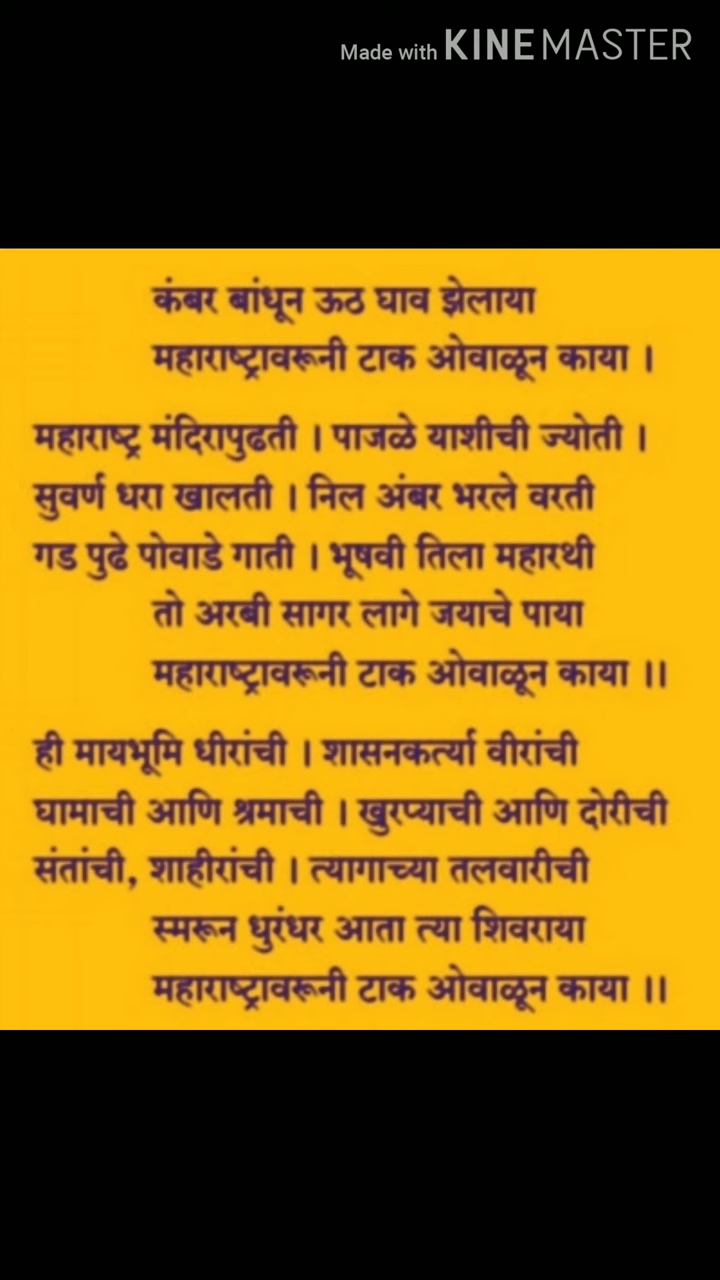 Made with KINEMASTER
कंबर बांधून ऊठ घाव झेलाया
महाराष्ट्रावरूनी टाक ओवाळून काया ।
महाराष्ट्र मंदिरापुढती । पाजळे याशीची ज्योती ।
सुवर्ण धरा खालती । निल अंबर भरले वरती
गड पुढे पोवाडे गाती । भूषवी तिला महारथी
तो अरबी सागर लागे जयाचे पाया
महाराष्ट्रावरूनी टाक ओवाळून काया ।।
ही मायभूमि धीरांची । शासनकर्त्या वीरांची
घामाची आणि श्रमाची । खुरप्याची आणि दोरीची
संतांची, शाहीरांची । त्यागाच्या तलवारीची
स्मरून धुरंधर आता त्या शिवराया
महाराष्ट्रावरूनी टाक ओवाळून काया ।।